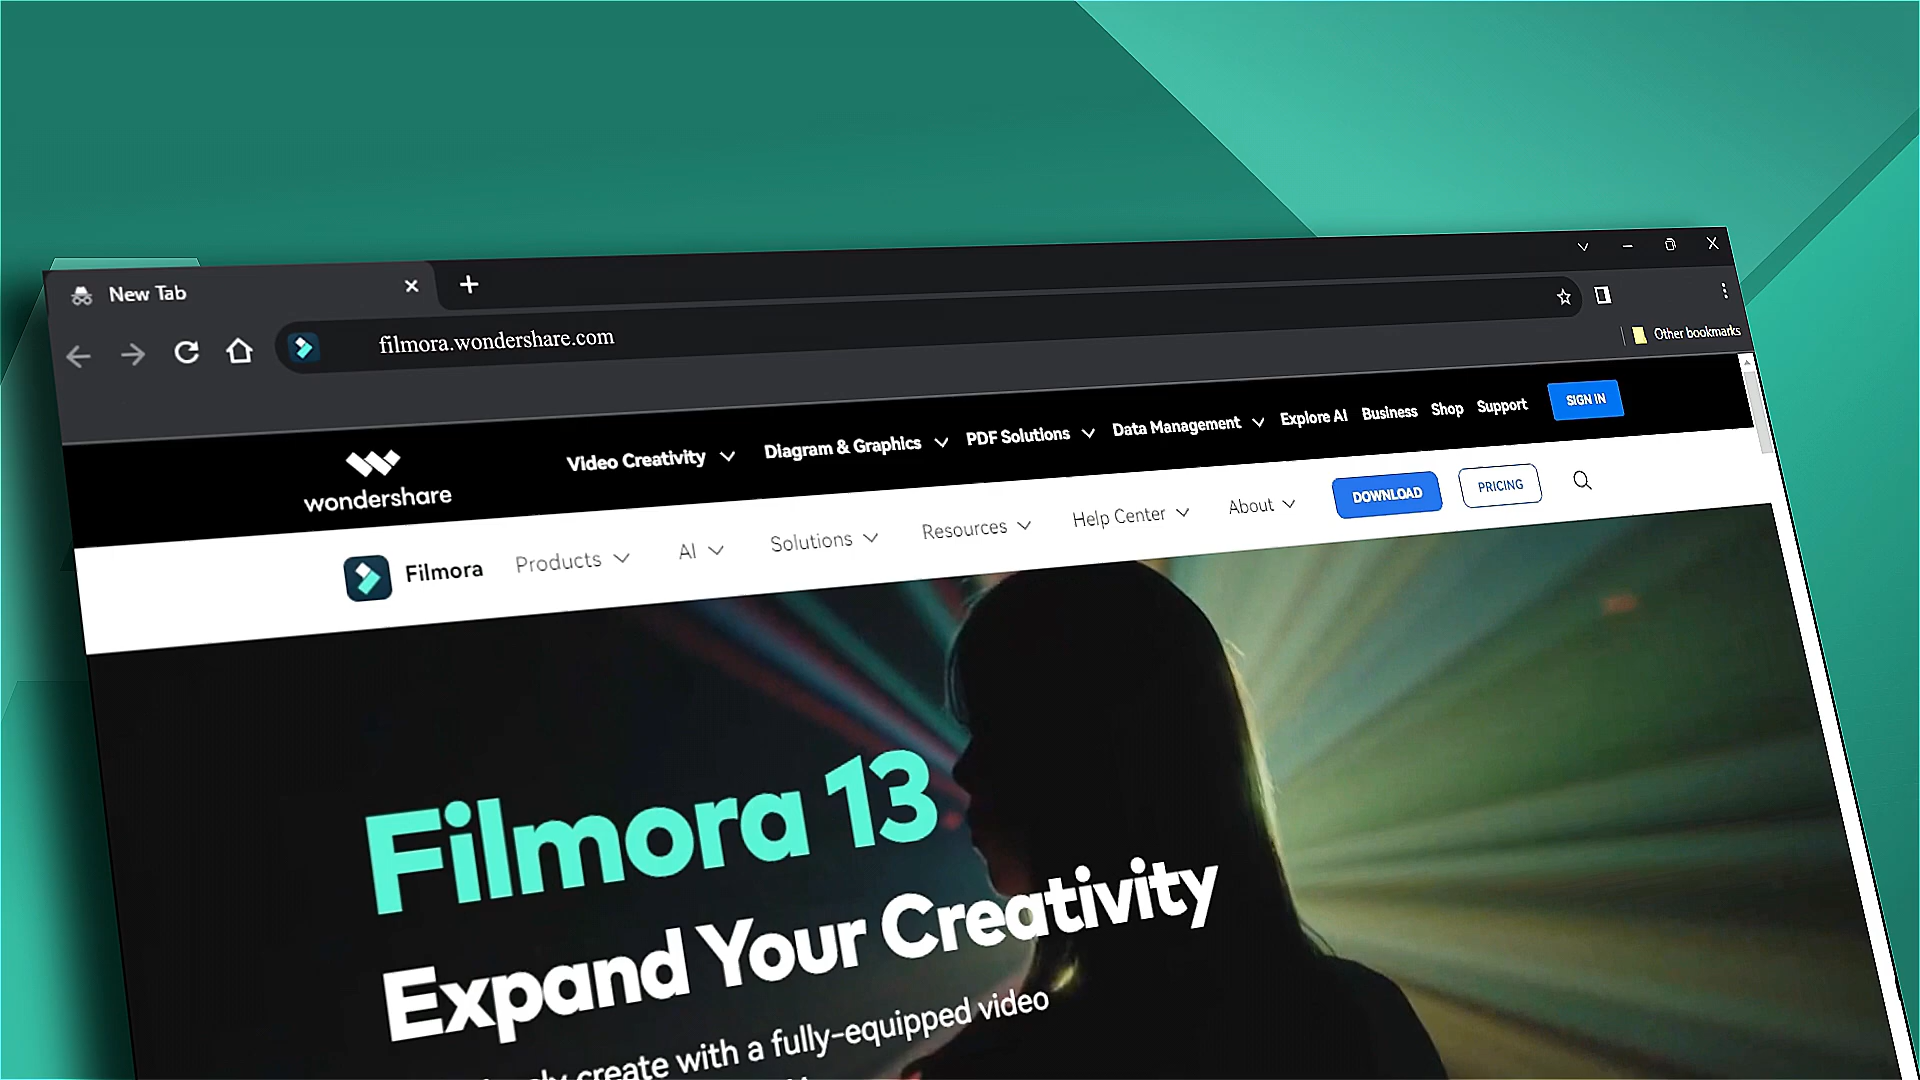 New Tab
filmora.wondershare.com
Other bookmarks
wondershare
Video Creativity
Diagram & Graphics
PDF Solutions
Data Management
Explore AI
Business
Shop
Support
SIGN IN
Filmora
Products
AI
Solutions
Resources
Help Center
About
DOWNLOAD
PRICING
Filmora 13
Expand Your Creativity
create with a fully-equipped video